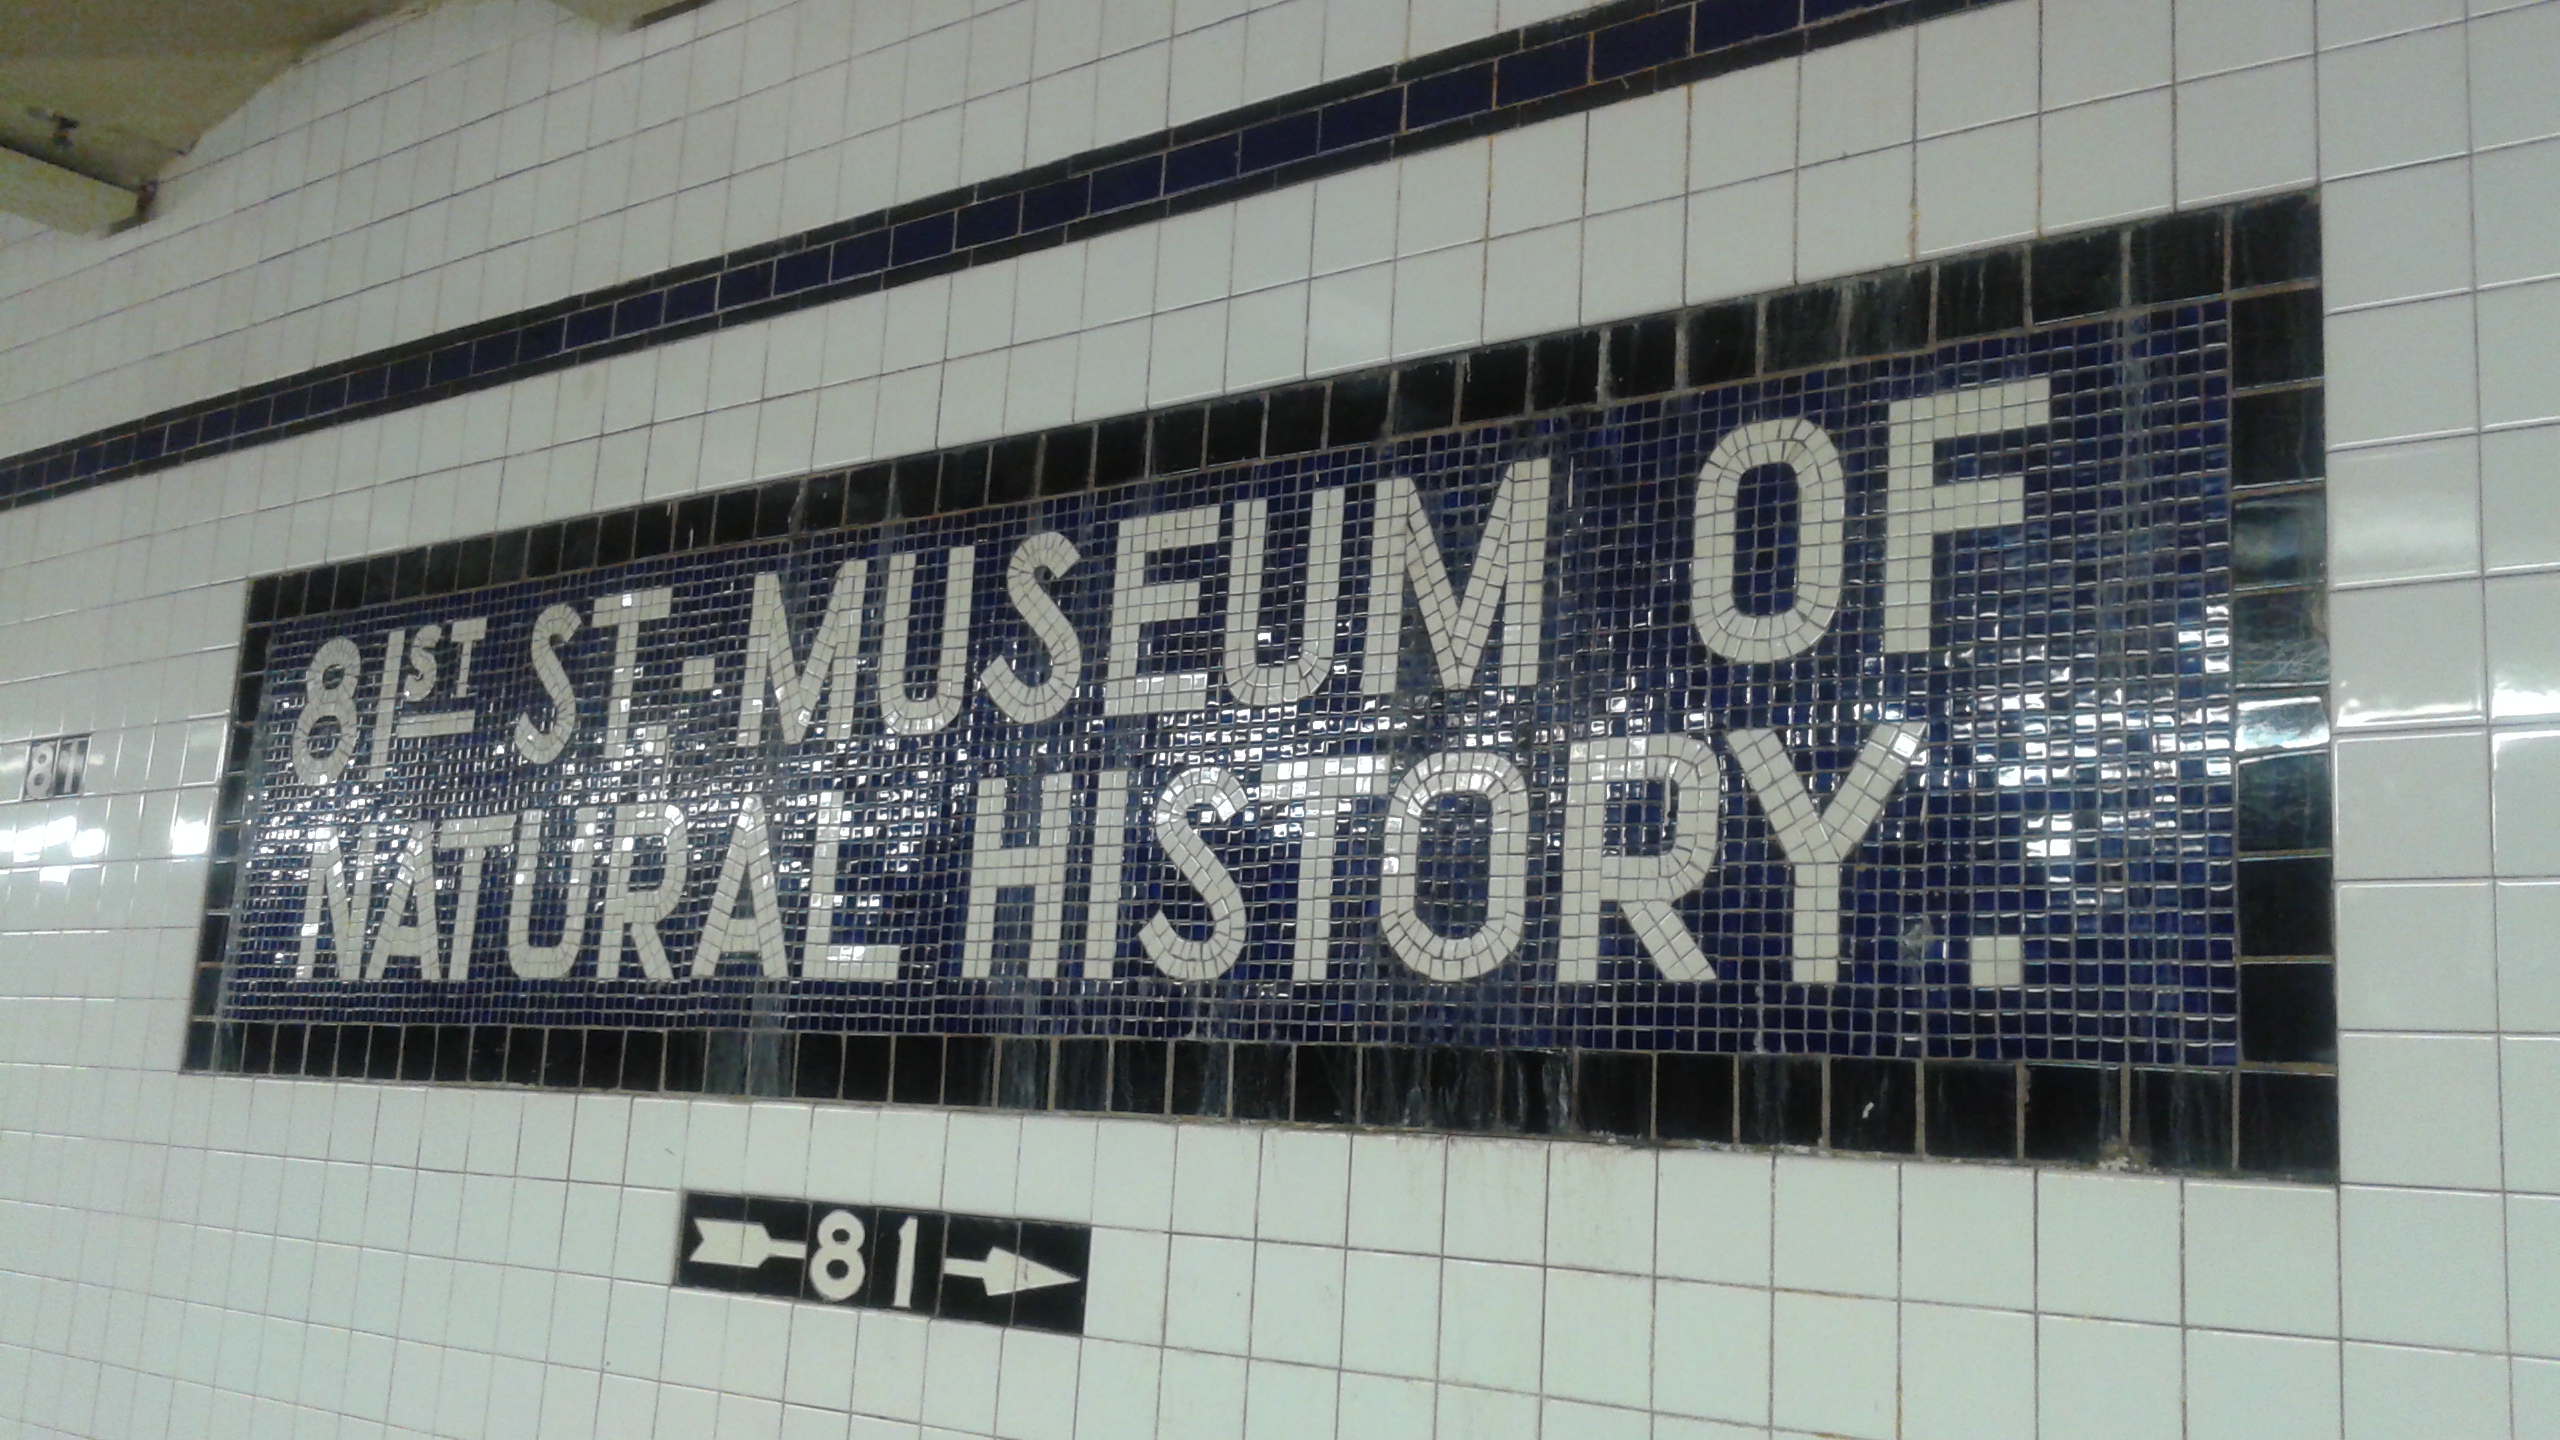 81ST ST.-MUSEUM OF
NATURAL HISTORY.
81
81